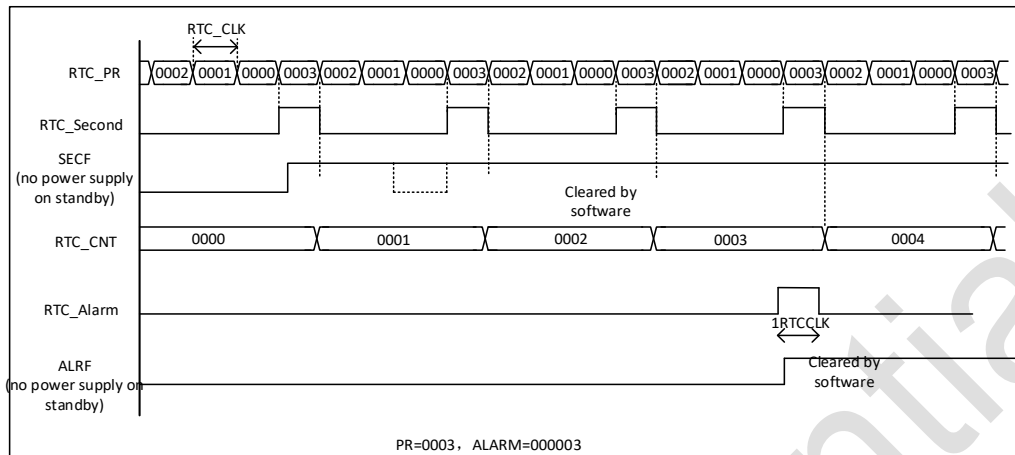 RTC_CLK
RTC_PR 0002 0001 0000 0003 0002 0001 0000 0003 0002 0001 0000 0003 0002 0001 0000 0003 0002 0001 0000 0003
RTC_Second
SECF
(no power supply
on standby)
Cleared by
software
RTC_CNT 0000 0001 0002 0003 0004
RTC_Alarm
1RTCCLK
ALRF
(no power supply on
standby)
Cleared by
software
PR=0003, ALARM=000003